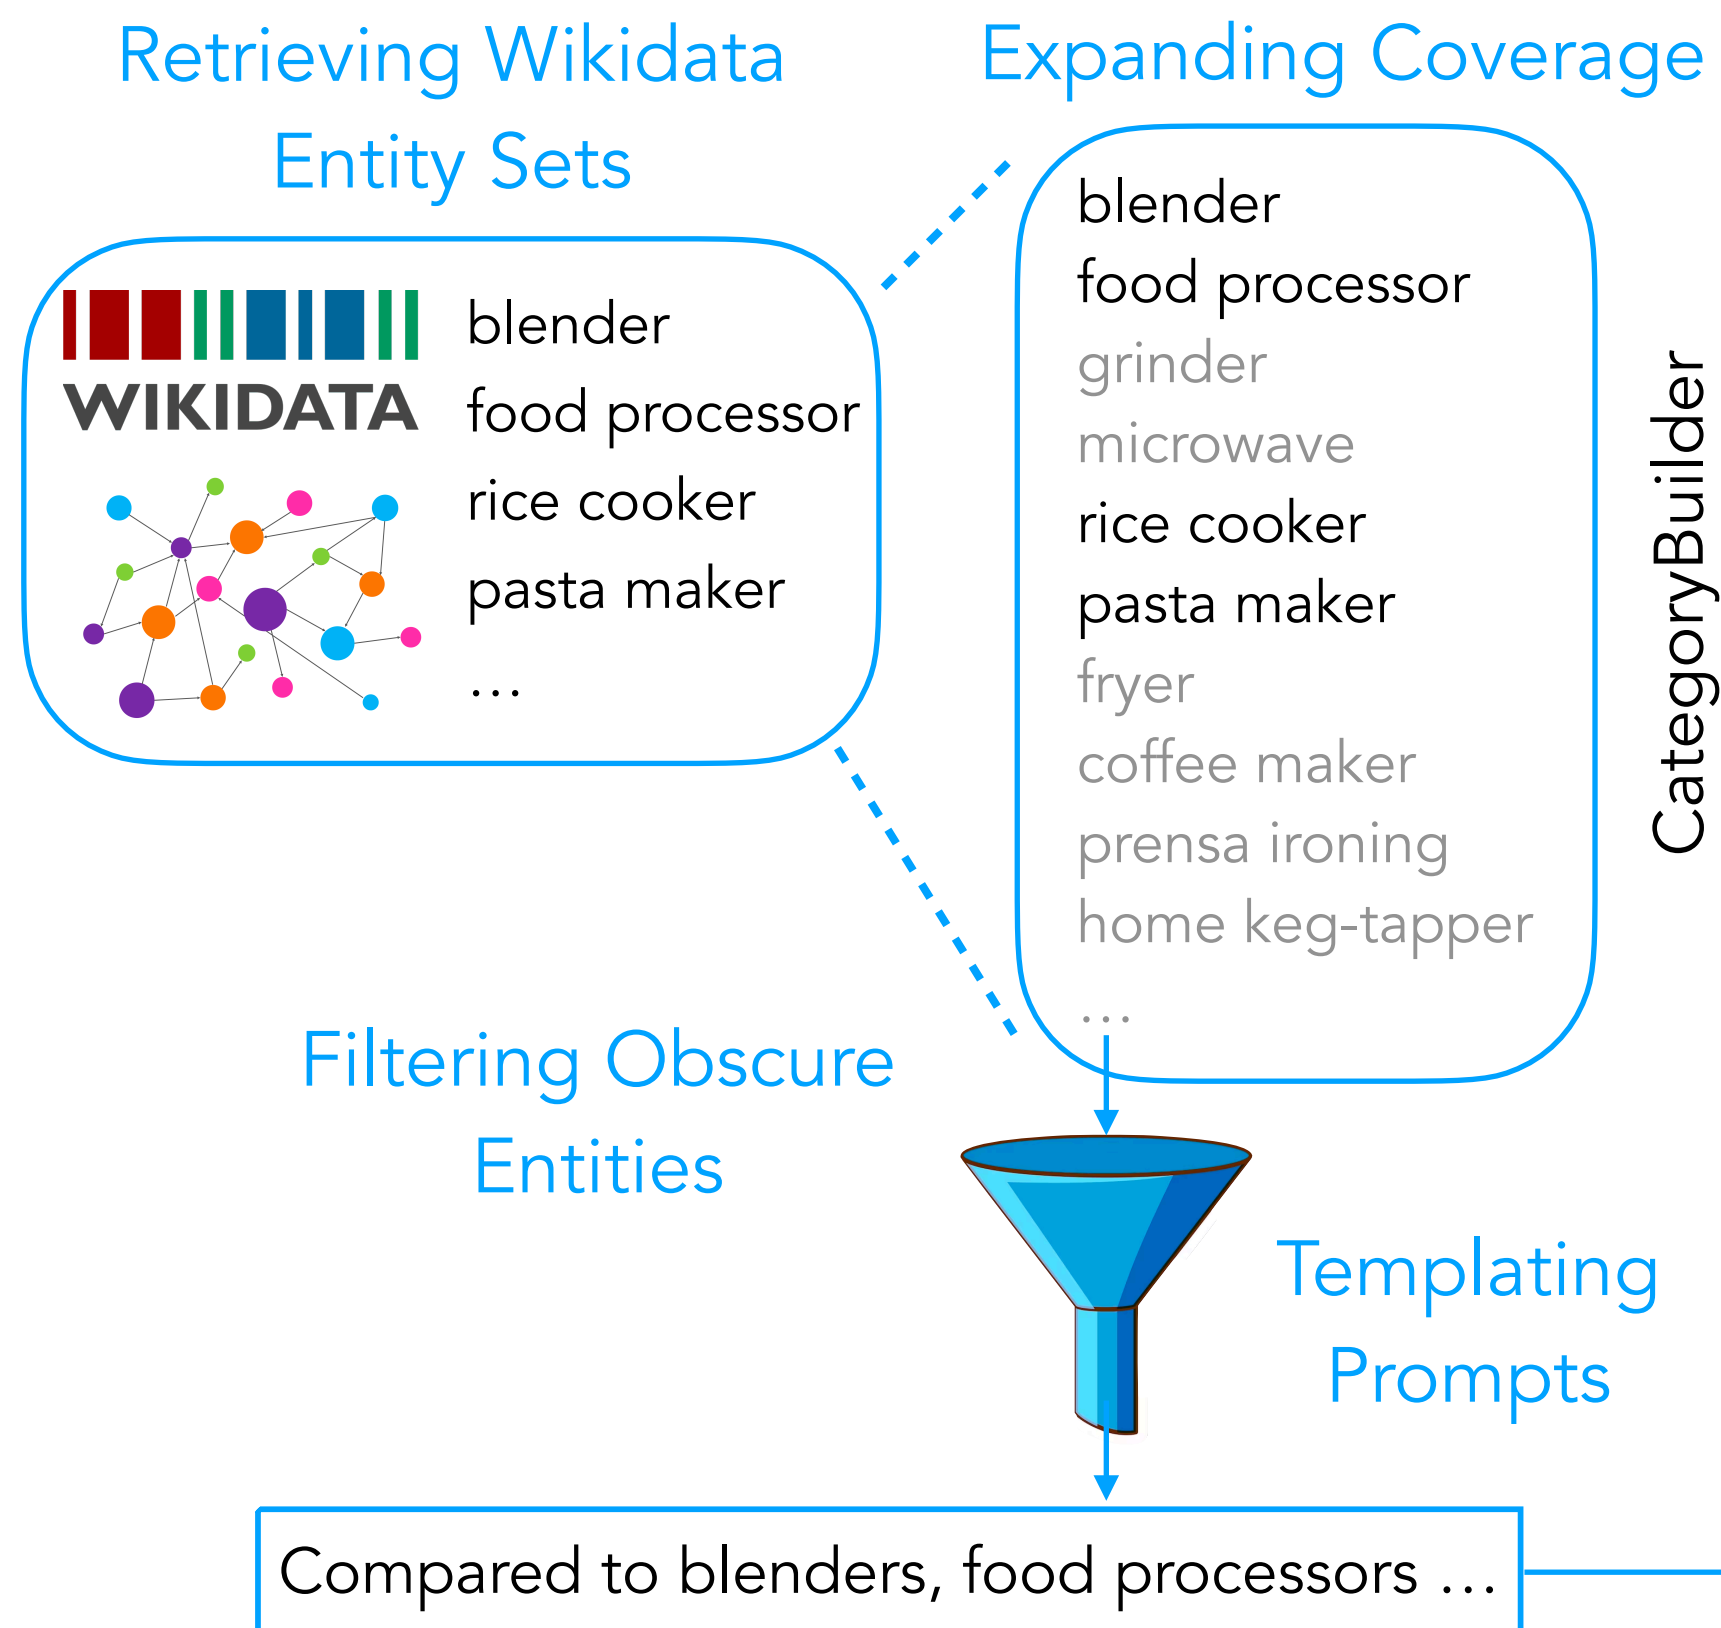 Retrieving Wikidata
Entity Sets
WIKIDATA
blender
food processor
rice cooker
pasta maker
…
Expanding Coverage
blender
food processor
grinder
microwave
rice cooker
pasta maker
fryer
coffee maker
prensa ironing
home keg-tapper
…
CategoryBuilder
Filtering Obscure
Entities
Templating
Prompts
Compared to blenders, food processors …